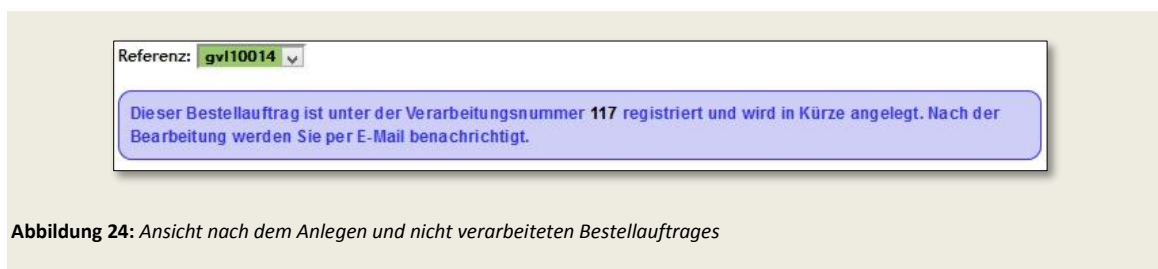 Referenz: gvl10014
Dieser Bestellauftrag ist unter der Verarbeitungsnummer 117 registriert und wird in Kürze angelegt. Nach der
Bearbeitung werden Sie per E-Mail benachrichtigt.
Abbildung 24: Ansicht nach dem Anlegen und nicht verarbeiteten Bestellauftrages